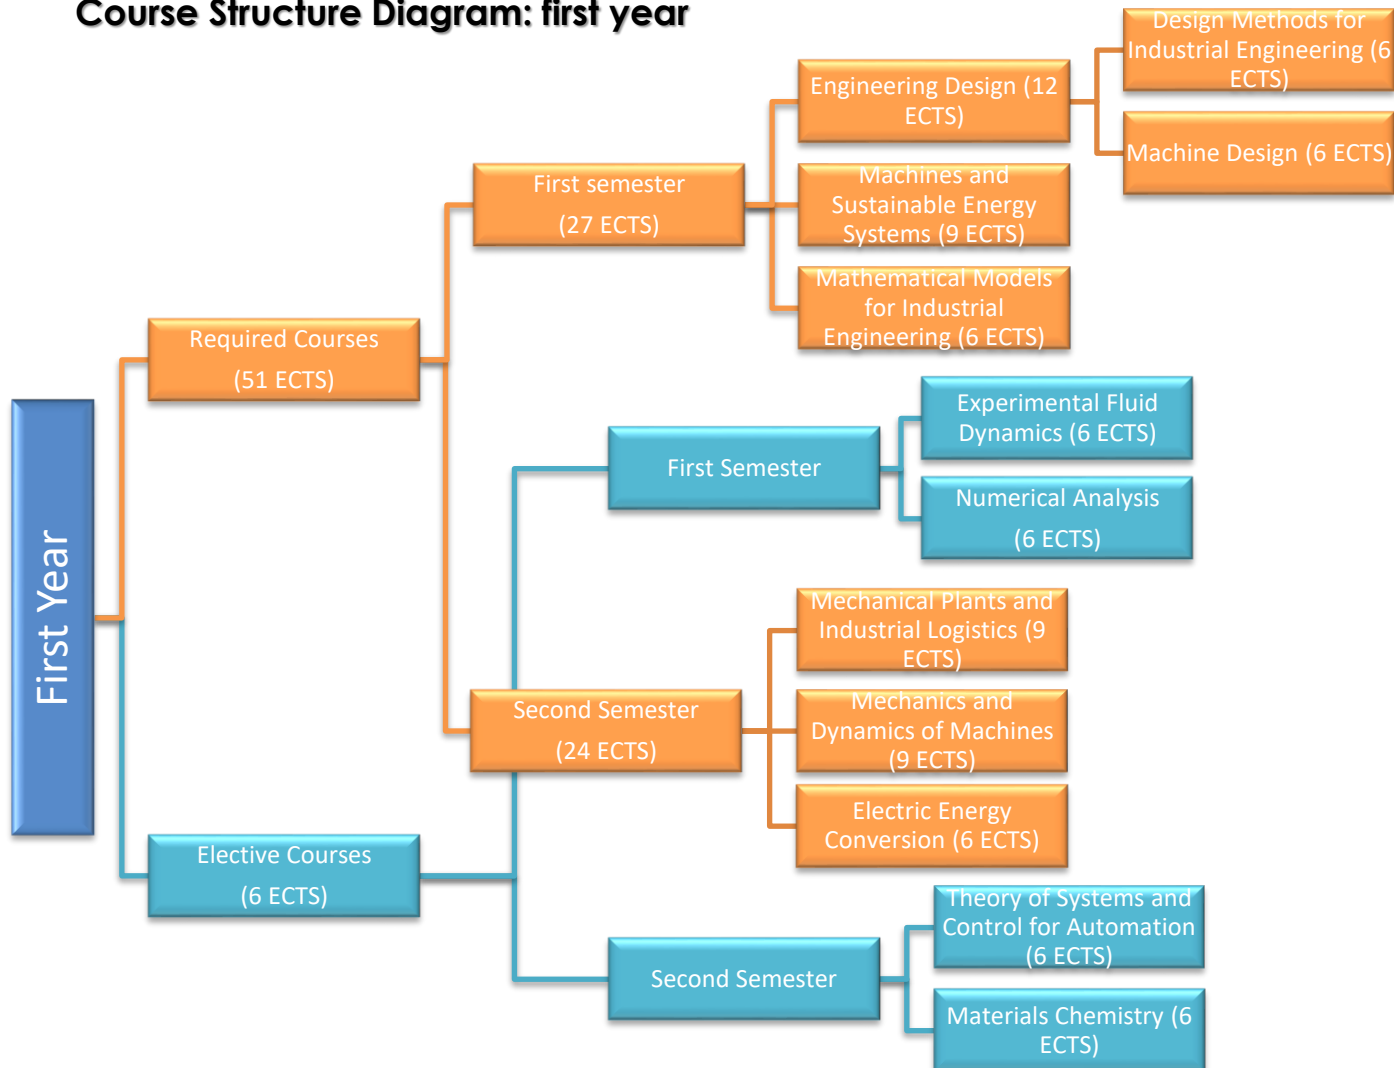 Course Structure Diagram: first year
Design Methods for
Industrial Engineering (6
ECTS)
Engineering Design (12
ECTS)
Machine Design (6 ECTS)
First semester
(27 ECTS)
Machines and
Sustainable Energy
Systems (9 ECTS)
Mathematical Models
for Industrial
Engineering (6 ECTS)
Required Courses
(51 ECTS)
Experimental Fluid
Dynamics (6 ECTS)
First Semester
Numerical Analysis
(6 ECTS)
First Year
Mechanical Plants and
Industrial Logistics (9
ECTS)
Second Semester
(24 ECTS)
Mechanics and
Dynamics of Machines
(9 ECTS)
Electric Energy
Conversion (6 ECTS)
Elective Courses
(6 ECTS)
Theory of Systems and
Control for Automation
(6 ECTS)
Second Semester
Materials Chemistry (6
ECTS)